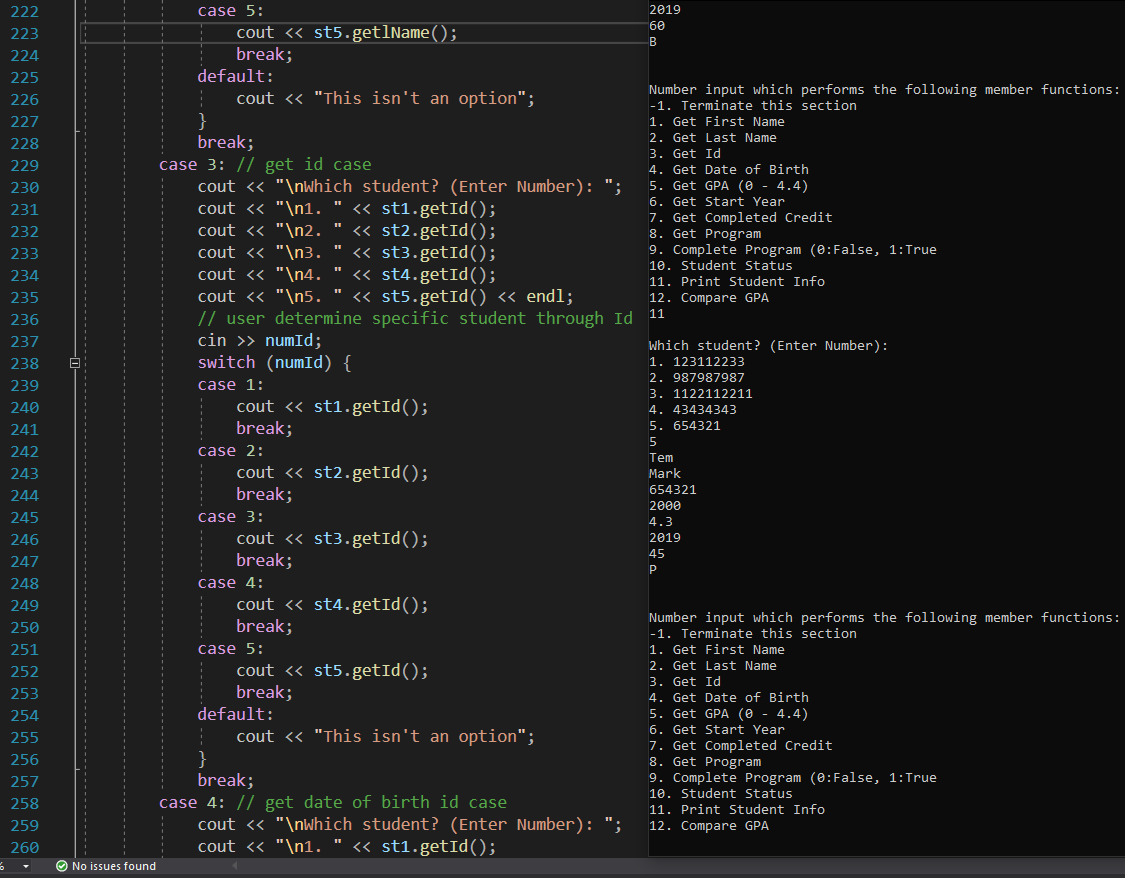 222 case 5:
223 cout << st5.getlName();
224 break;
225 default:
226 cout << "This isn't an option";
227 }
228 break;
229 case 3: // get id case
230 cout << "\nWhich student? (Enter Number): ";
231 cout << "\n1. " << st1.getId();
232 cout << "\n2. " << st2.getId();
233 cout << "\n3. " << st3.getId();
234 cout << "\n4. " << st4.getId();
235 cout << "\n5. " << st5.getId() << endl;
236 // user determine specific student through Id
237 cin >> numId;
238 switch (numId) {
239 case 1:
240 cout << st1.getId();
241 break;
242 case 2:
243 cout << st2.getId();
244 break;
245 case 3:
246 cout << st3.getId();
247 break;
248 case 4:
249 cout << st4.getId();
250 break;
251 case 5:
252 cout << st5.getId();
253 break;
254 default:
255 cout << "This isn't an option";
256 }
257 break;
258 case 4: // get date of birth id case
259 cout << "\nWhich student? (Enter Number): ";
260 cout << "\n1. " << st1.getId();
% No issues found
2019
60
B
Number input which performs the following member functions:
-1. Terminate this section
1. Get First Name
2. Get Last Name
3. Get Id
4. Get Date of Birth
5. Get GPA (0 - 4.4)
6. Get Start Year
7. Get Completed Credit
8. Get Program
9. Complete Program (0:False, 1:True
10. Student Status
11. Print Student Info
12. Compare GPA
11
Which student? (Enter Number):
1. 123112233
2. 987987987
3. 1122112211
4. 43434343
5. 654321
5
Tem
Mark
654321
2000
4.3
2019
45
P
Number input which performs the following member functions:
-1. Terminate this section
1. Get First Name
2. Get Last Name
3. Get Id
4. Get Date of Birth
5. Get GPA (0 - 4.4)
6. Get Start Year
7. Get Completed Credit
8. Get Program
9. Complete Program (0:False, 1:True
10. Student Status
11. Print Student Info
12. Compare GPA